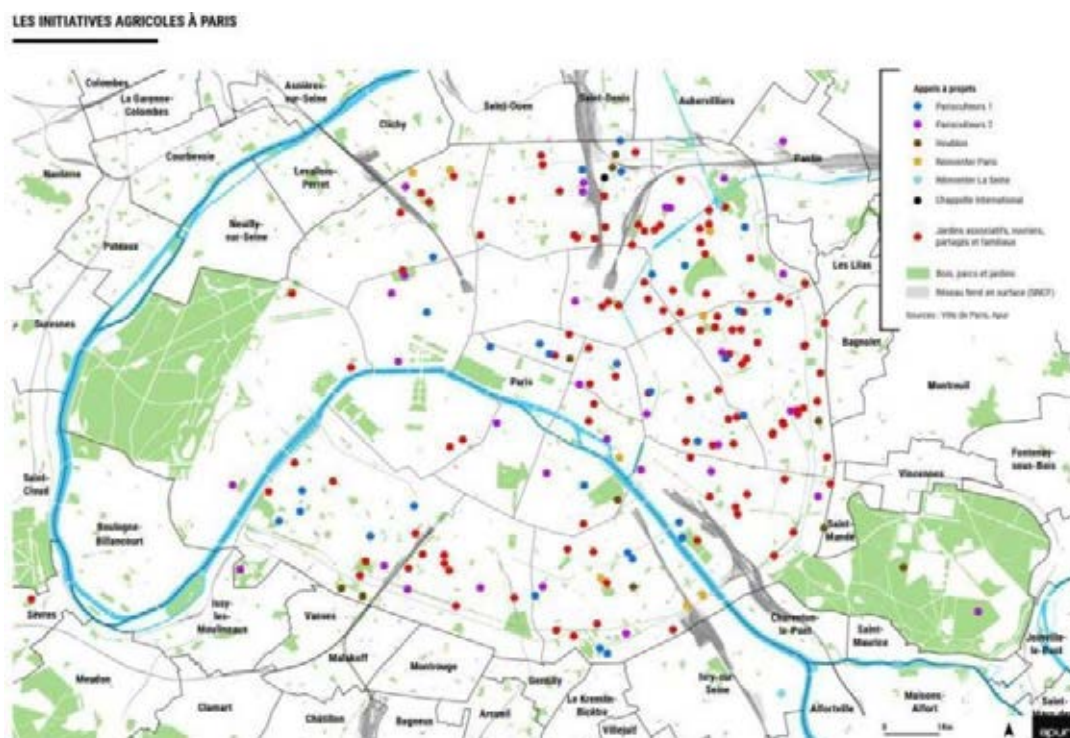 LES INITIATIVES AGRICOLES À PARIS
Colombes
La Garenne-
Colombes
Asnières-
sur-Seine
Clichy
Saint-Ouen
Saint-Denis
Aubervilliers
Pantin
Courbevoie
Levallois-
Perret
Nanterre
Neuilly-
sur-Seine
Puteaux
Les Lilas
Suresnes
Bagnolet
Paris
Montreuil
Saint-
Cloud
Vincennes
Fontenay-
sous-Bois
Boulogne-
Billancourt
Saint-
Mandé
Sèvres
Issy-
les-
Moulineaux
Vanves
Charenton-
le-Pont
Saint-
Maurice
Joinville-
le-Pont
Malakoff
Montrouge
Meudon
Gentilly
Ivry-sur
Seine
Clamart
Châtillon
Bagneux
Arcueil
Le Kremlin-
Bicêtre
Villejuif
Alfortville
Maisons-
Alfort
Saint-
Appels à projets
Parisculteurs 1
Parisculteurs 2
Houblon
Réinventer Paris
Réinventer La Seine
Chappelle International
Jardins associatifs, ouvriers,
partagés et familiaux
Bois, parcs et jardins
Réseau ferré en surface (SNCF)
Sources : Ville de Paris, Apur
0 1 Km
apur